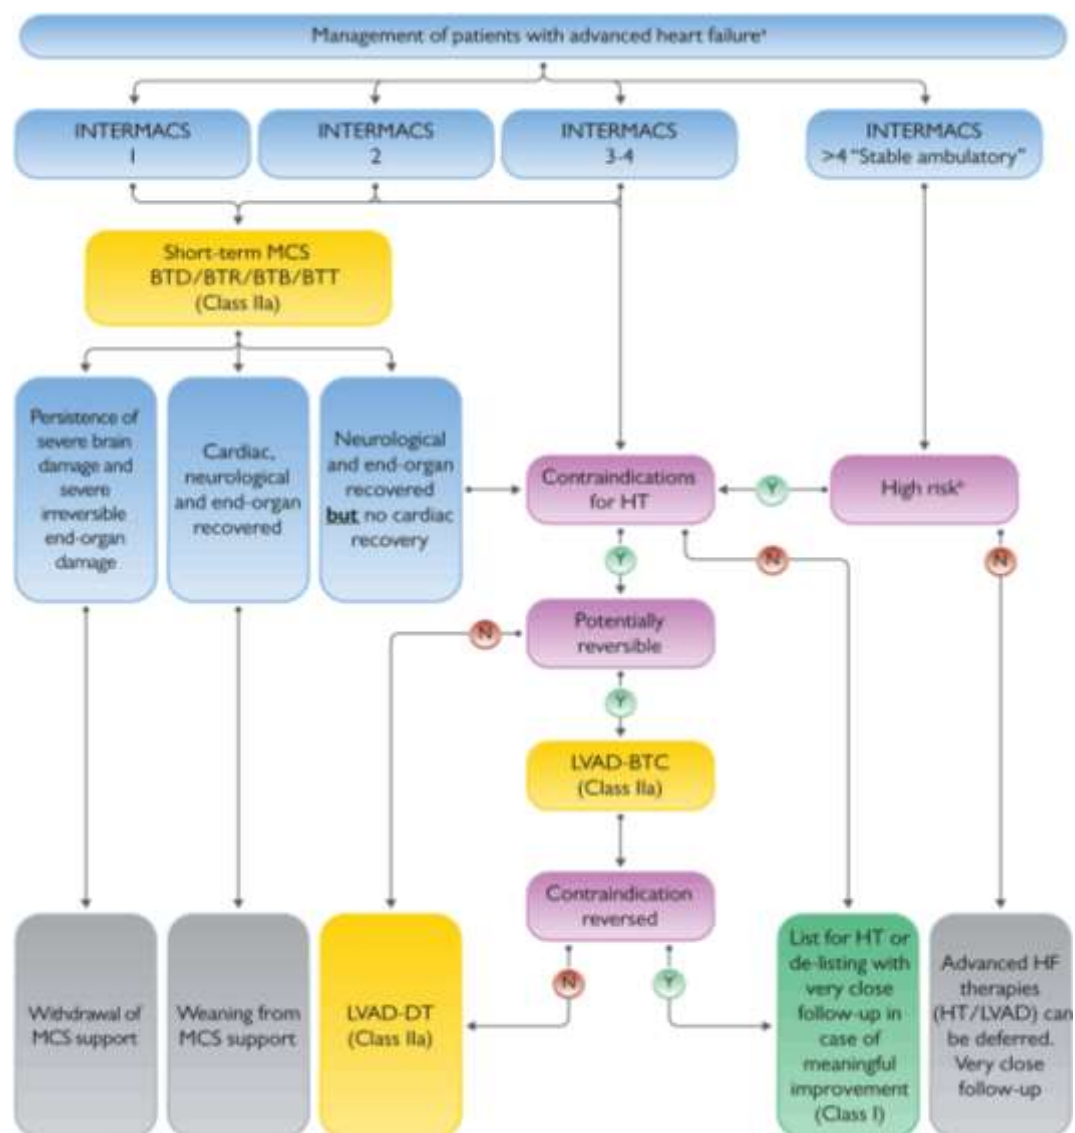 Management of patients with advanced heart failureᵃ
INTERMACS
1
INTERMACS
2
INTERMACS
3-4
INTERMACS
>4 “Stable ambulatory”
Short-term MCS
BTD/BTR/BTB/BTT
(Class IIa)
Persistence of
severe brain
damage and
severe
irreversible
end-organ
damage
Cardiac,
neurological
and end-organ
recovered
Neurological
and end-organ
recovered
but no cardiac
recovery
Contraindications
for HT
Y
High risk
Y
N
N
Potentially
reversible
N
Y
LVAD-BTC
(Class IIa)
Contraindication
reversed
N
Y
Withdrawal of
MCS support
Weaning from
MCS support
LVAD-DT
(Class IIa)
List for HT or
de-listing with
very close
follow-up in
case of
meaningful
improvement
(Class I)
Advanced HF
therapies
(HT/LVAD) can
be deferred.
Very close
follow-up